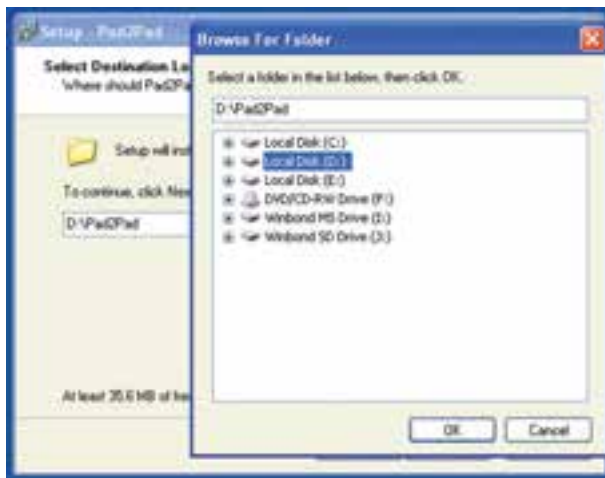 Setup - Pad2Pad
Select Destination Lo
Where should Pad2Pa
Setup will inst
To continue, click Nex
D:\Pad2Pad
At least 35.6 MB of fre
Browse For Folder
Select a folder in the list below, then click OK.
D:\Pad2Pad
Local Disk (C:)
Local Disk (D:)
Local Disk (E:)
DVD/CD-RW Drive (F:)
Winbond MS Drive (I:)
Winbond SD Drive (J:)
OK
Cancel